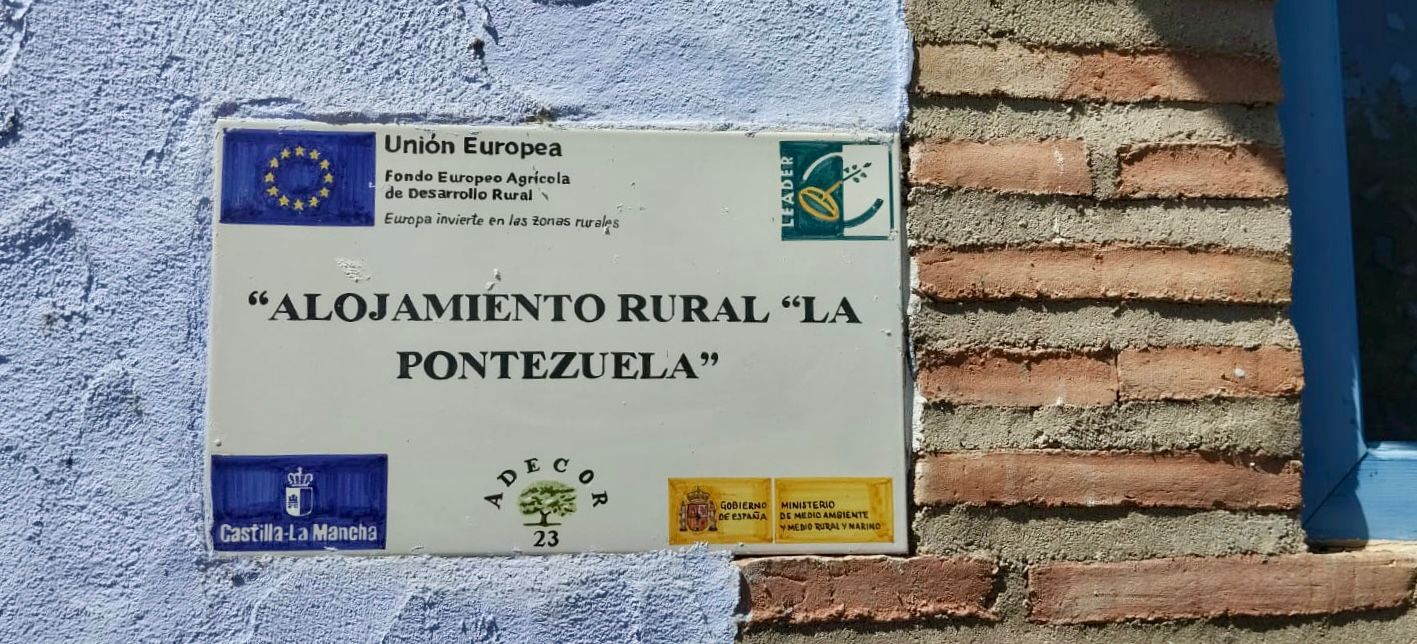 Unión Europea
Fondo Europeo Agrícola
de Desarrollo Rural
Europa invierte en las zonas rurales
LEADER
“ALOJAMIENTO RURAL “LA
PONTEZUELA”
Castilla-La Mancha
ADECOR
23
GOBIERNO
DE ESPAÑA
MINISTERIO
DE MEDIO AMBIENTE
Y MEDIO RURAL Y MARINO